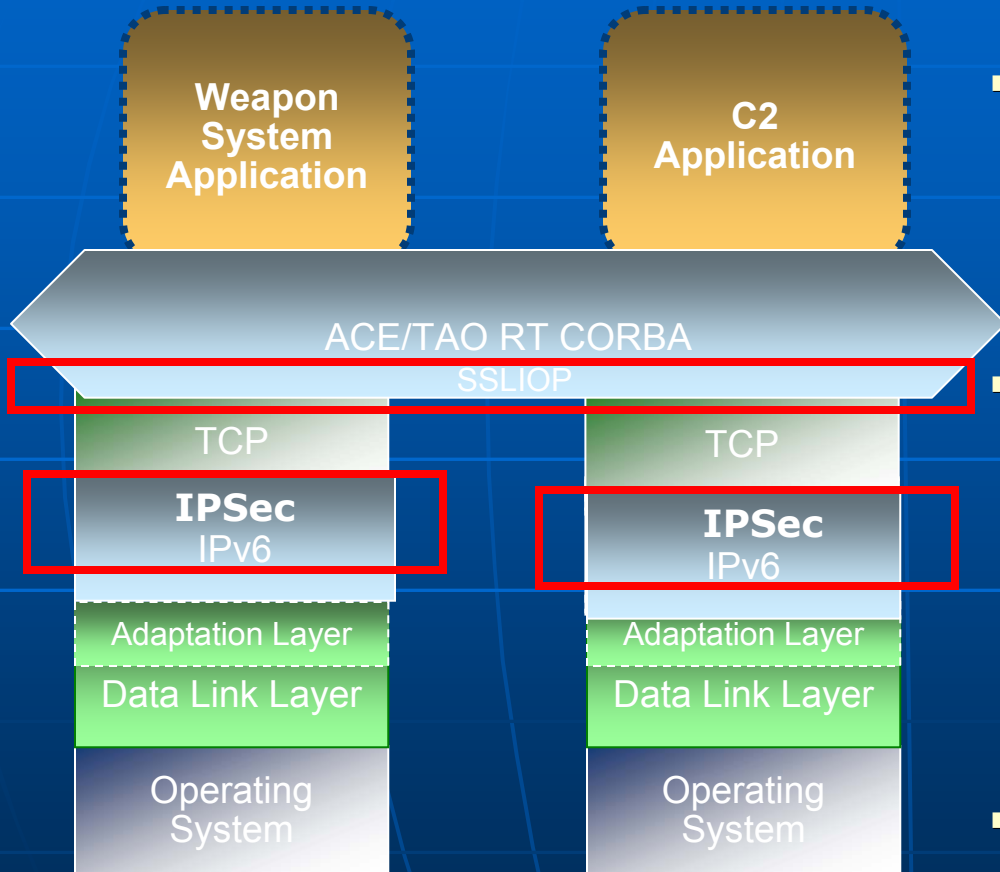 Weapon
System
Application
C2
Application
ACE/TAO RT CORBA
SSLIOP
TCP
IPSec
IPv6
Adaptation Layer
Data Link Layer
Operating
System
TCP
IPSec
IPv6
Adaptation Layer
Data Link Layer
Operating
System